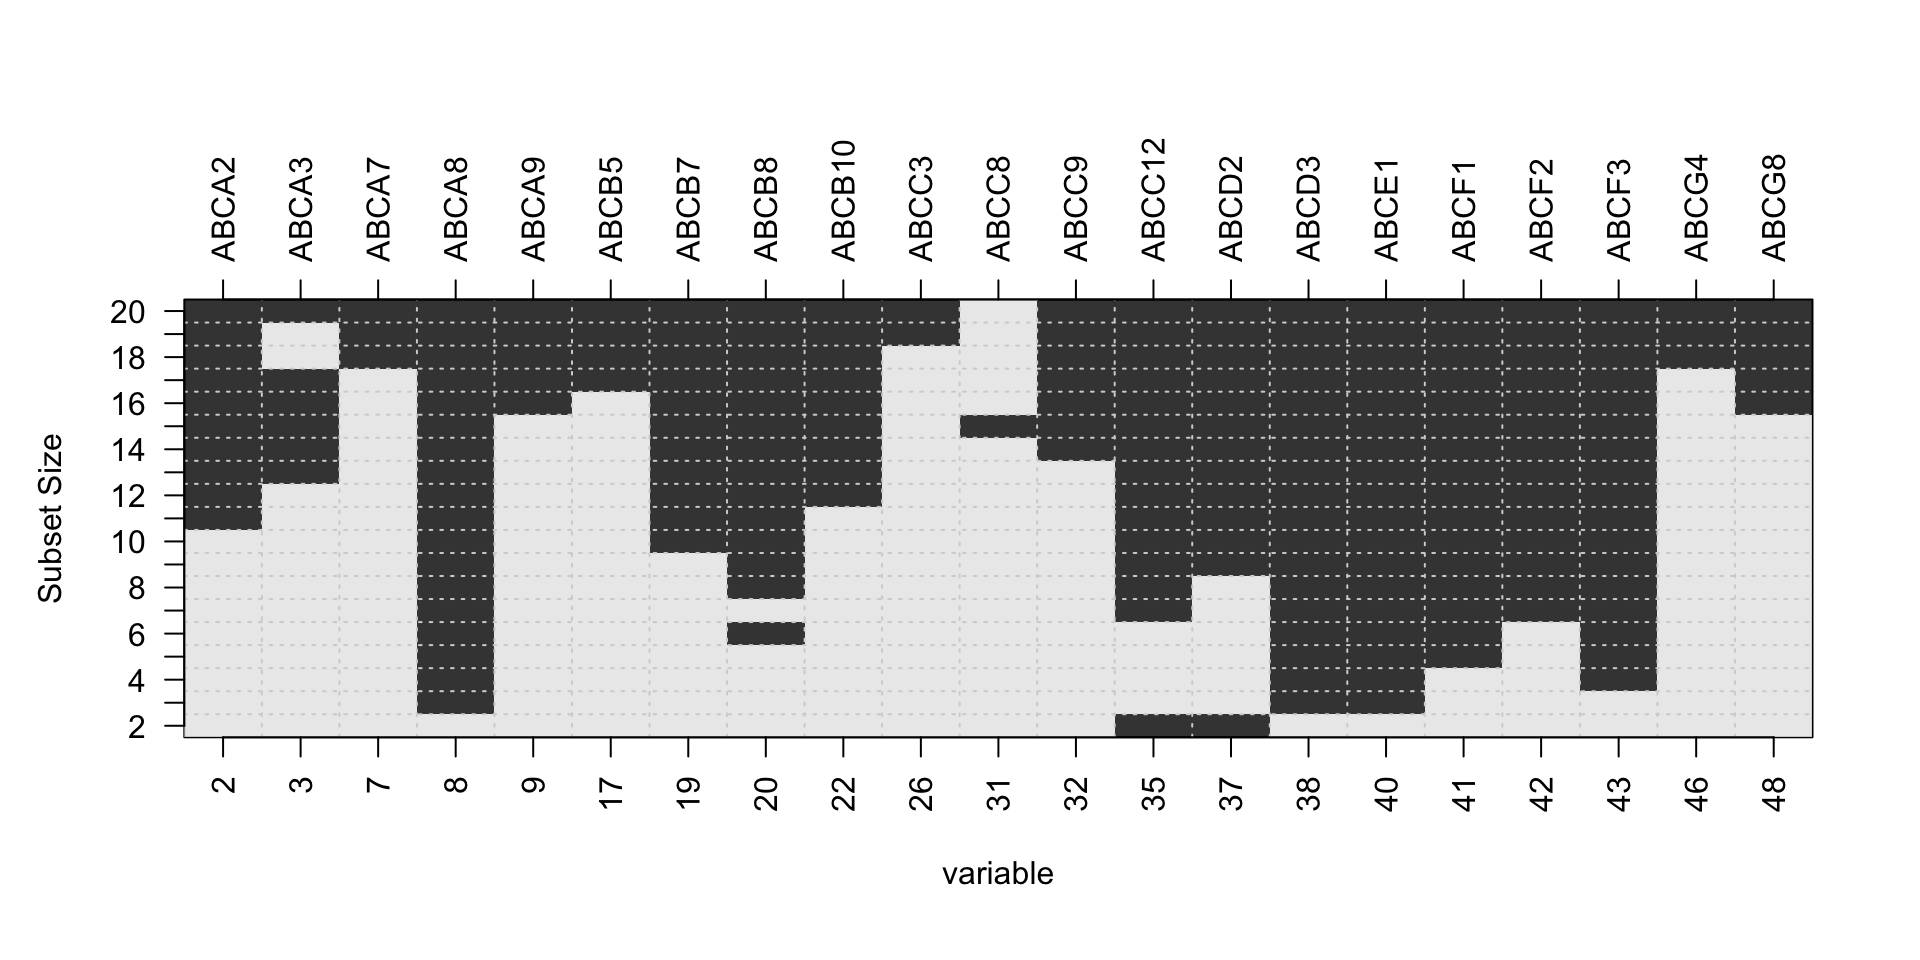 ABCA2 ABCA3 ABCA7 ABCA8 ABCA9 ABCB5 ABCB7 ABCB8 ABCB10 ABCC3 ABCC8 ABCC9 ABCC12 ABCD2 ABCD3 ABCE1 ABCF1 ABCF2 ABCF3 ABCG4 ABCG8
Subset Size
20
18
16
14
12
10
8
6
4
2
2 3 7 8 9 17 19 20 22 26 31 32 35 37 38 40 41 42 43 46 48
variable